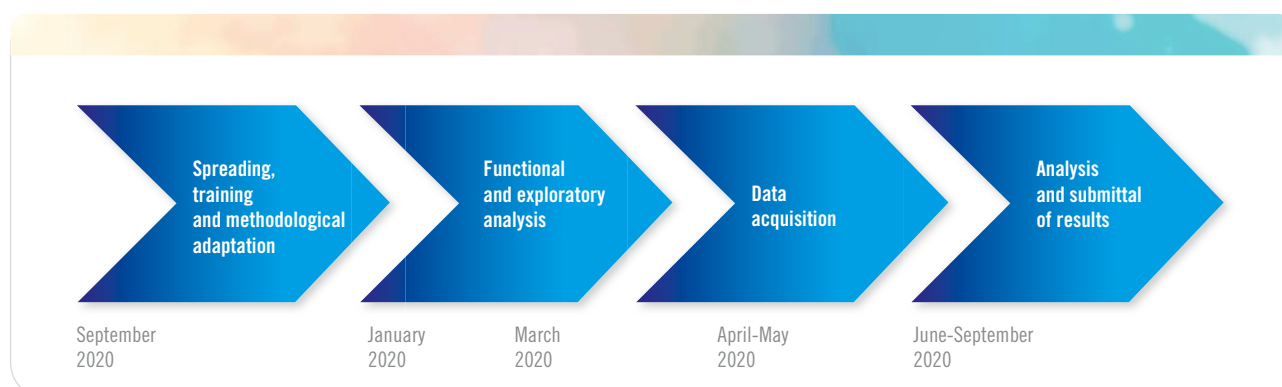 Spreading,
training
and methodological
adaptation
Functional
and exploratory
analysis
Data
acquisition
Analysis
and submittal
of results
September
2020
January
2020
March
2020
April-May
2020
June-September
2020